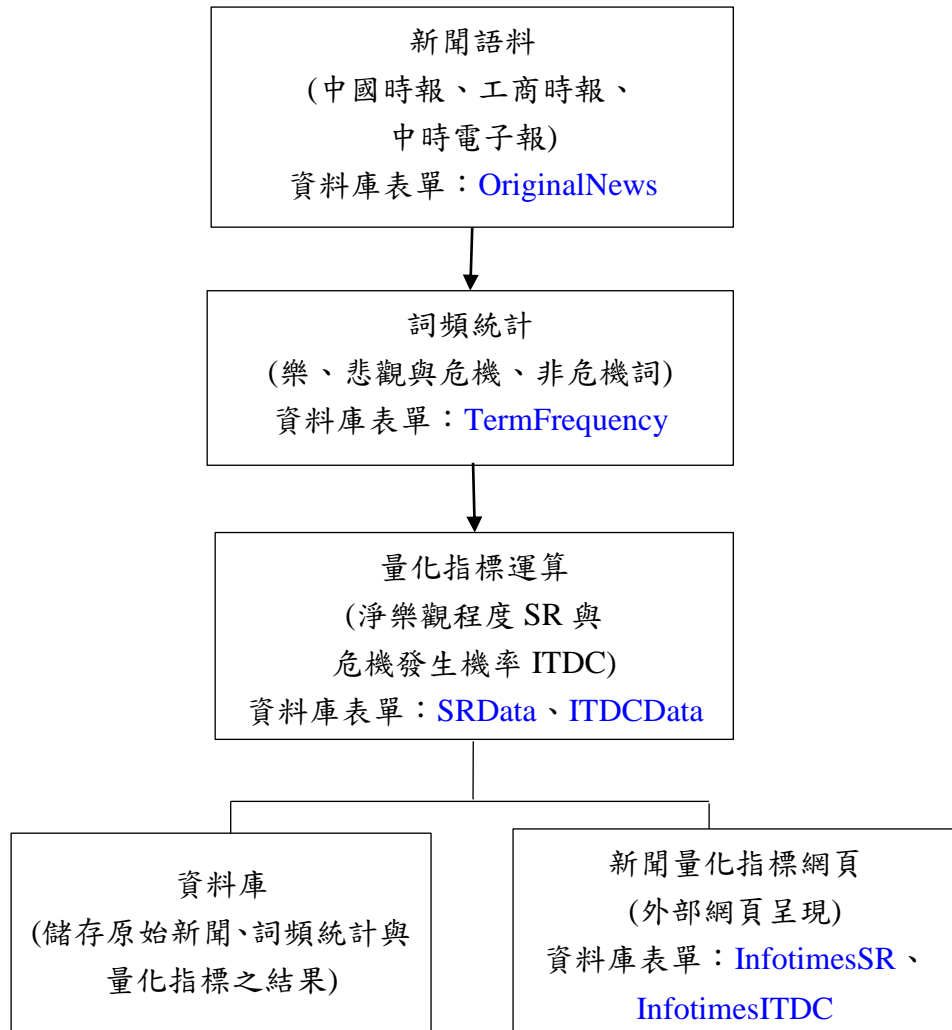 新聞語料
(中國時報、工商時報、
中時電子報)
資料庫表單：OriginalNews
詞頻統計
(樂、悲觀與危機、非危機詞)
資料庫表單：TermFrequency
量化指標運算
(淨樂觀程度 SR 與
危機發生機率 ITDC)
資料庫表單：SRData、ITDCData
資料庫
(儲存原始新聞、詞頻統計與
量化指標之結果)
新聞量化指標網頁
(外部網頁呈現)
資料庫表單：InfotimesSR、
InfotimesITDC